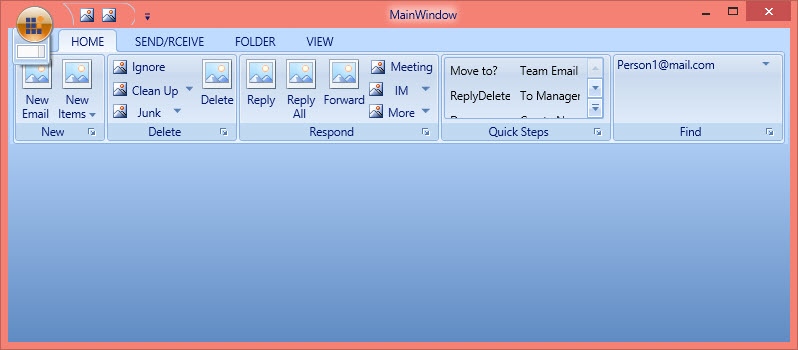 MainWindow
HOME SEND/RCEIVE FOLDER VIEW
New Email
New Items
New
Ignore
Clean Up
Junk
Delete
Delete
Reply
Reply All
Forward
Meeting
IM
More
Respond
Move to? Team Email
ReplyDelete To Manager
Quick Steps
Person1@mail.com
Find